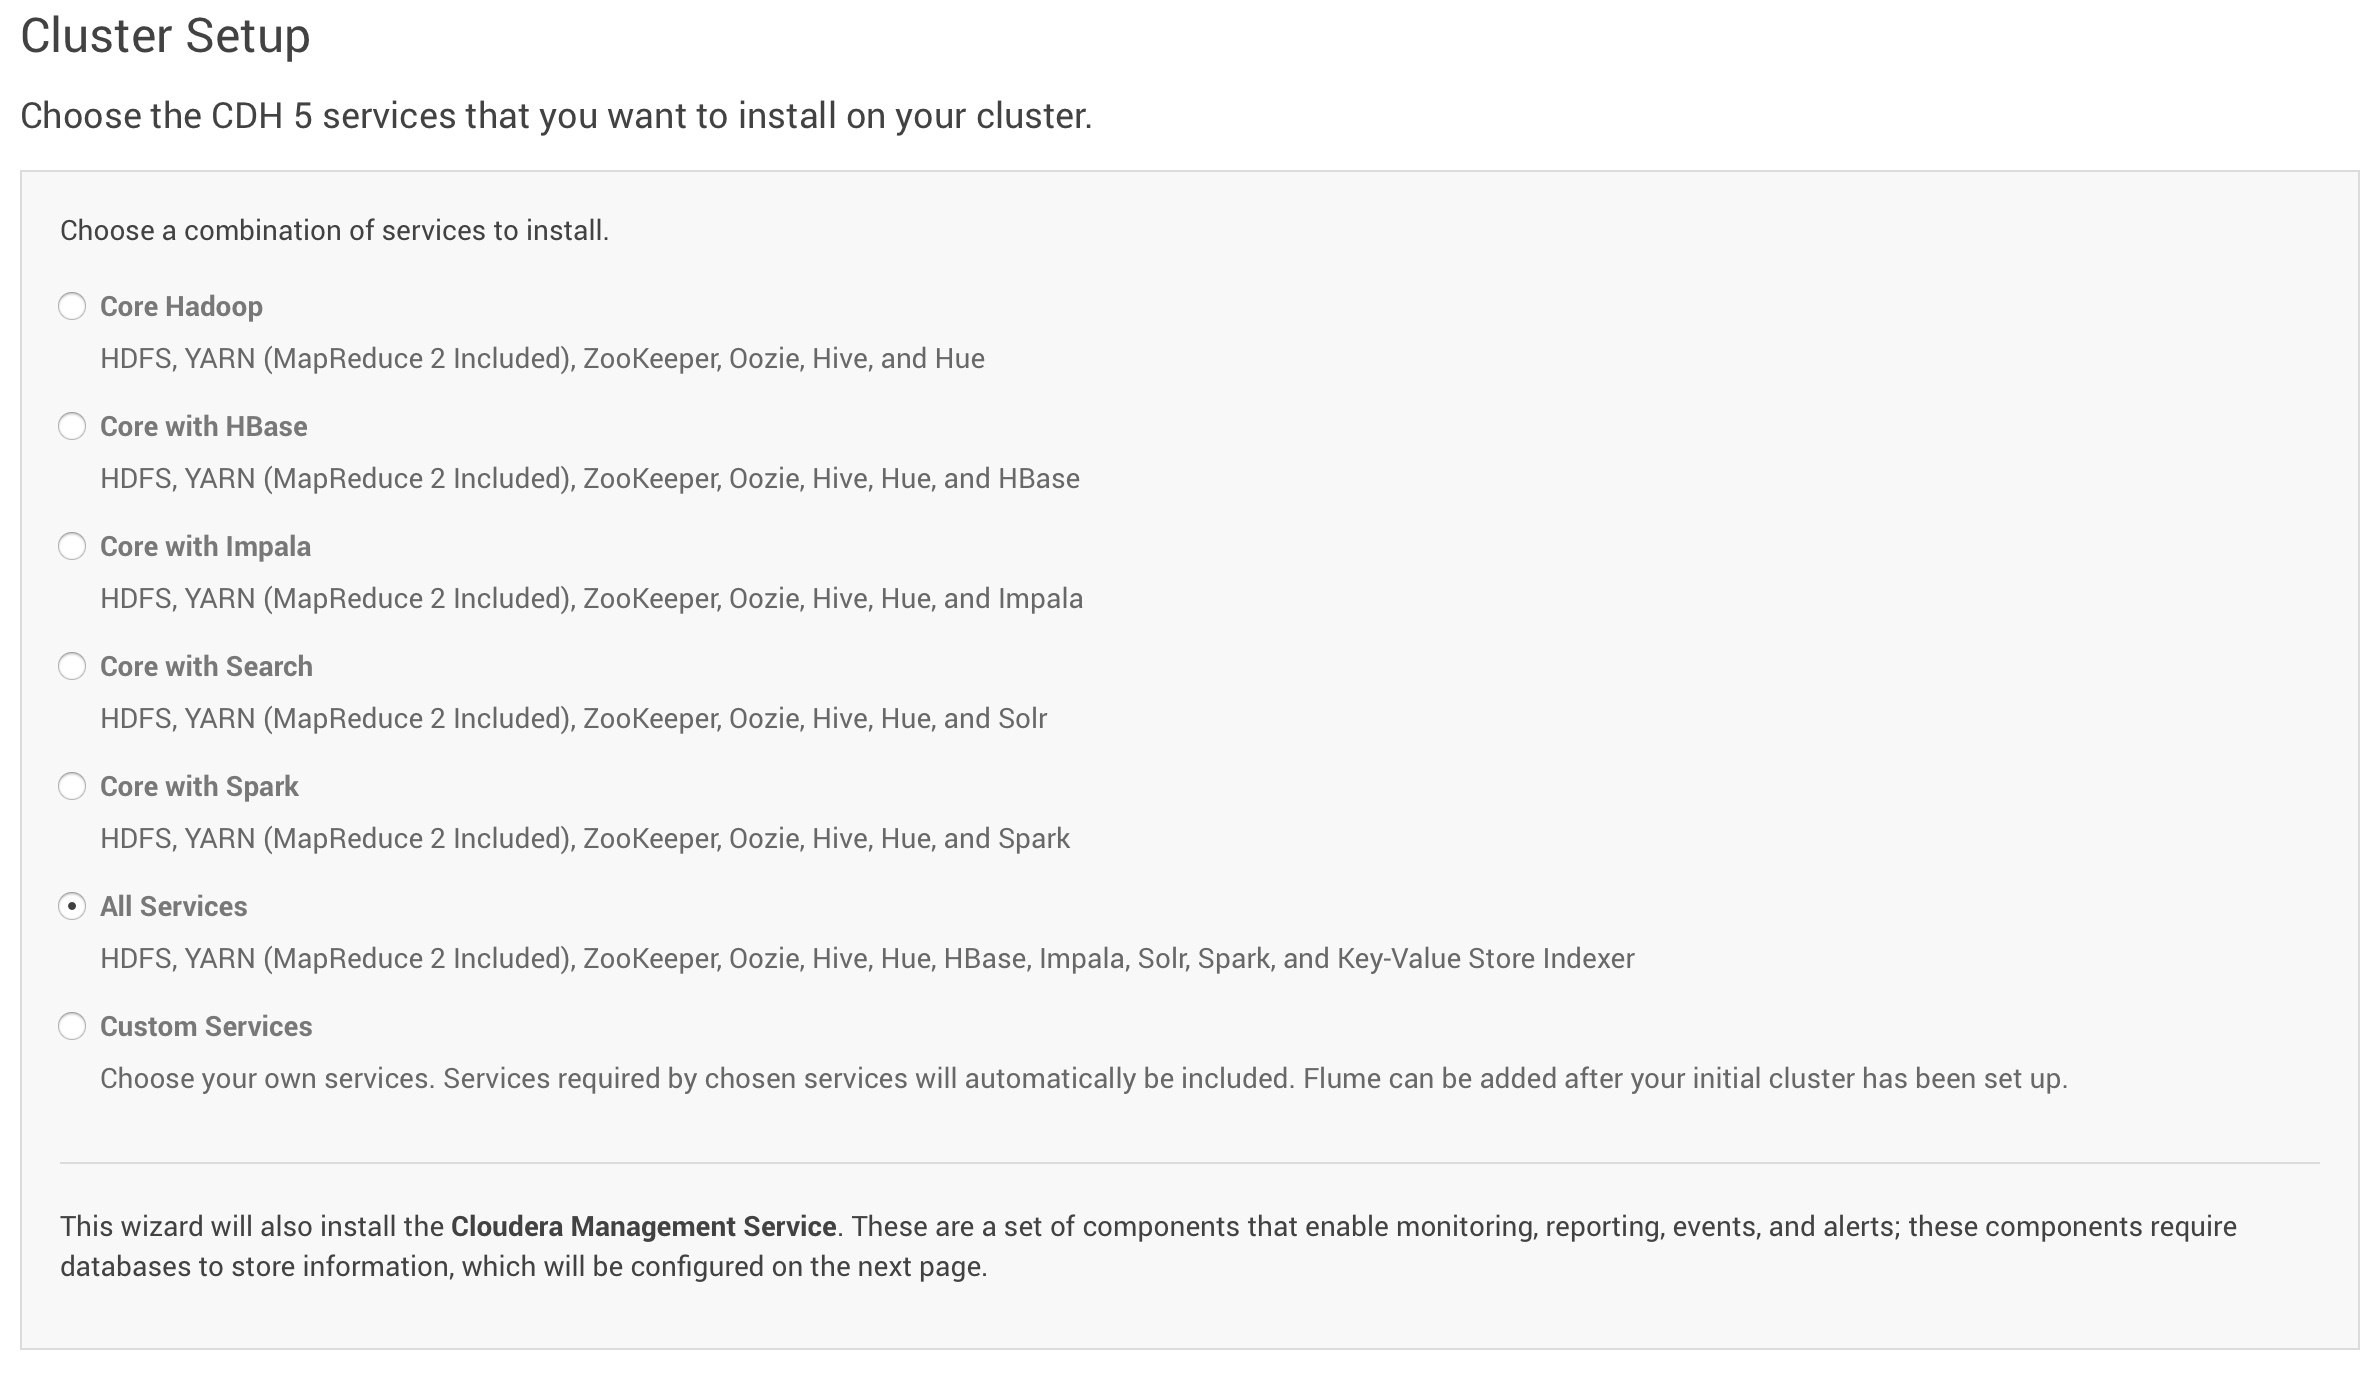 Cluster Setup
Choose the CDH 5 services that you want to install on your cluster.
Choose a combination of services to install.
Core Hadoop
HDFS, YARN (MapReduce 2 Included), ZooKeeper, Oozie, Hive, and Hue
Core with HBase
HDFS, YARN (MapReduce 2 Included), ZooKeeper, Oozie, Hive, Hue, and HBase
Core with Impala
HDFS, YARN (MapReduce 2 Included), ZooKeeper, Oozie, Hive, Hue, and Impala
Core with Search
HDFS, YARN (MapReduce 2 Included), ZooKeeper, Oozie, Hive, Hue, and Solr
Core with Spark
HDFS, YARN (MapReduce 2 Included), ZooKeeper, Oozie, Hive, Hue, and Spark
All Services
HDFS, YARN (MapReduce 2 Included), ZooKeeper, Oozie, Hive, Hue, HBase, Impala, Solr, Spark, and Key-Value Store Indexer
Custom Services
Choose your own services. Services required by chosen services will automatically be included. Flume can be added after your initial cluster has been set up.
This wizard will also install the Cloudera Management Service. These are a set of components that enable monitoring, reporting, events, and alerts; these components require
databases to store information, which will be configured on the next page.